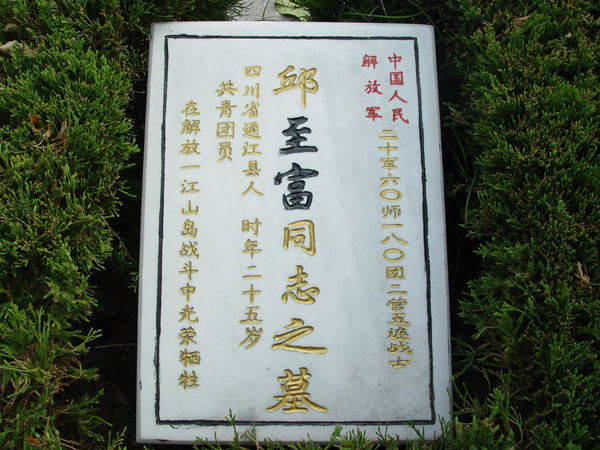 中国人民
解放军
二十军六〇师一八〇团二营五连战士
邱至富同志之墓
四川省通江县人 时年二十五岁
共青团员
在解放一江山岛战斗中光荣牺牲